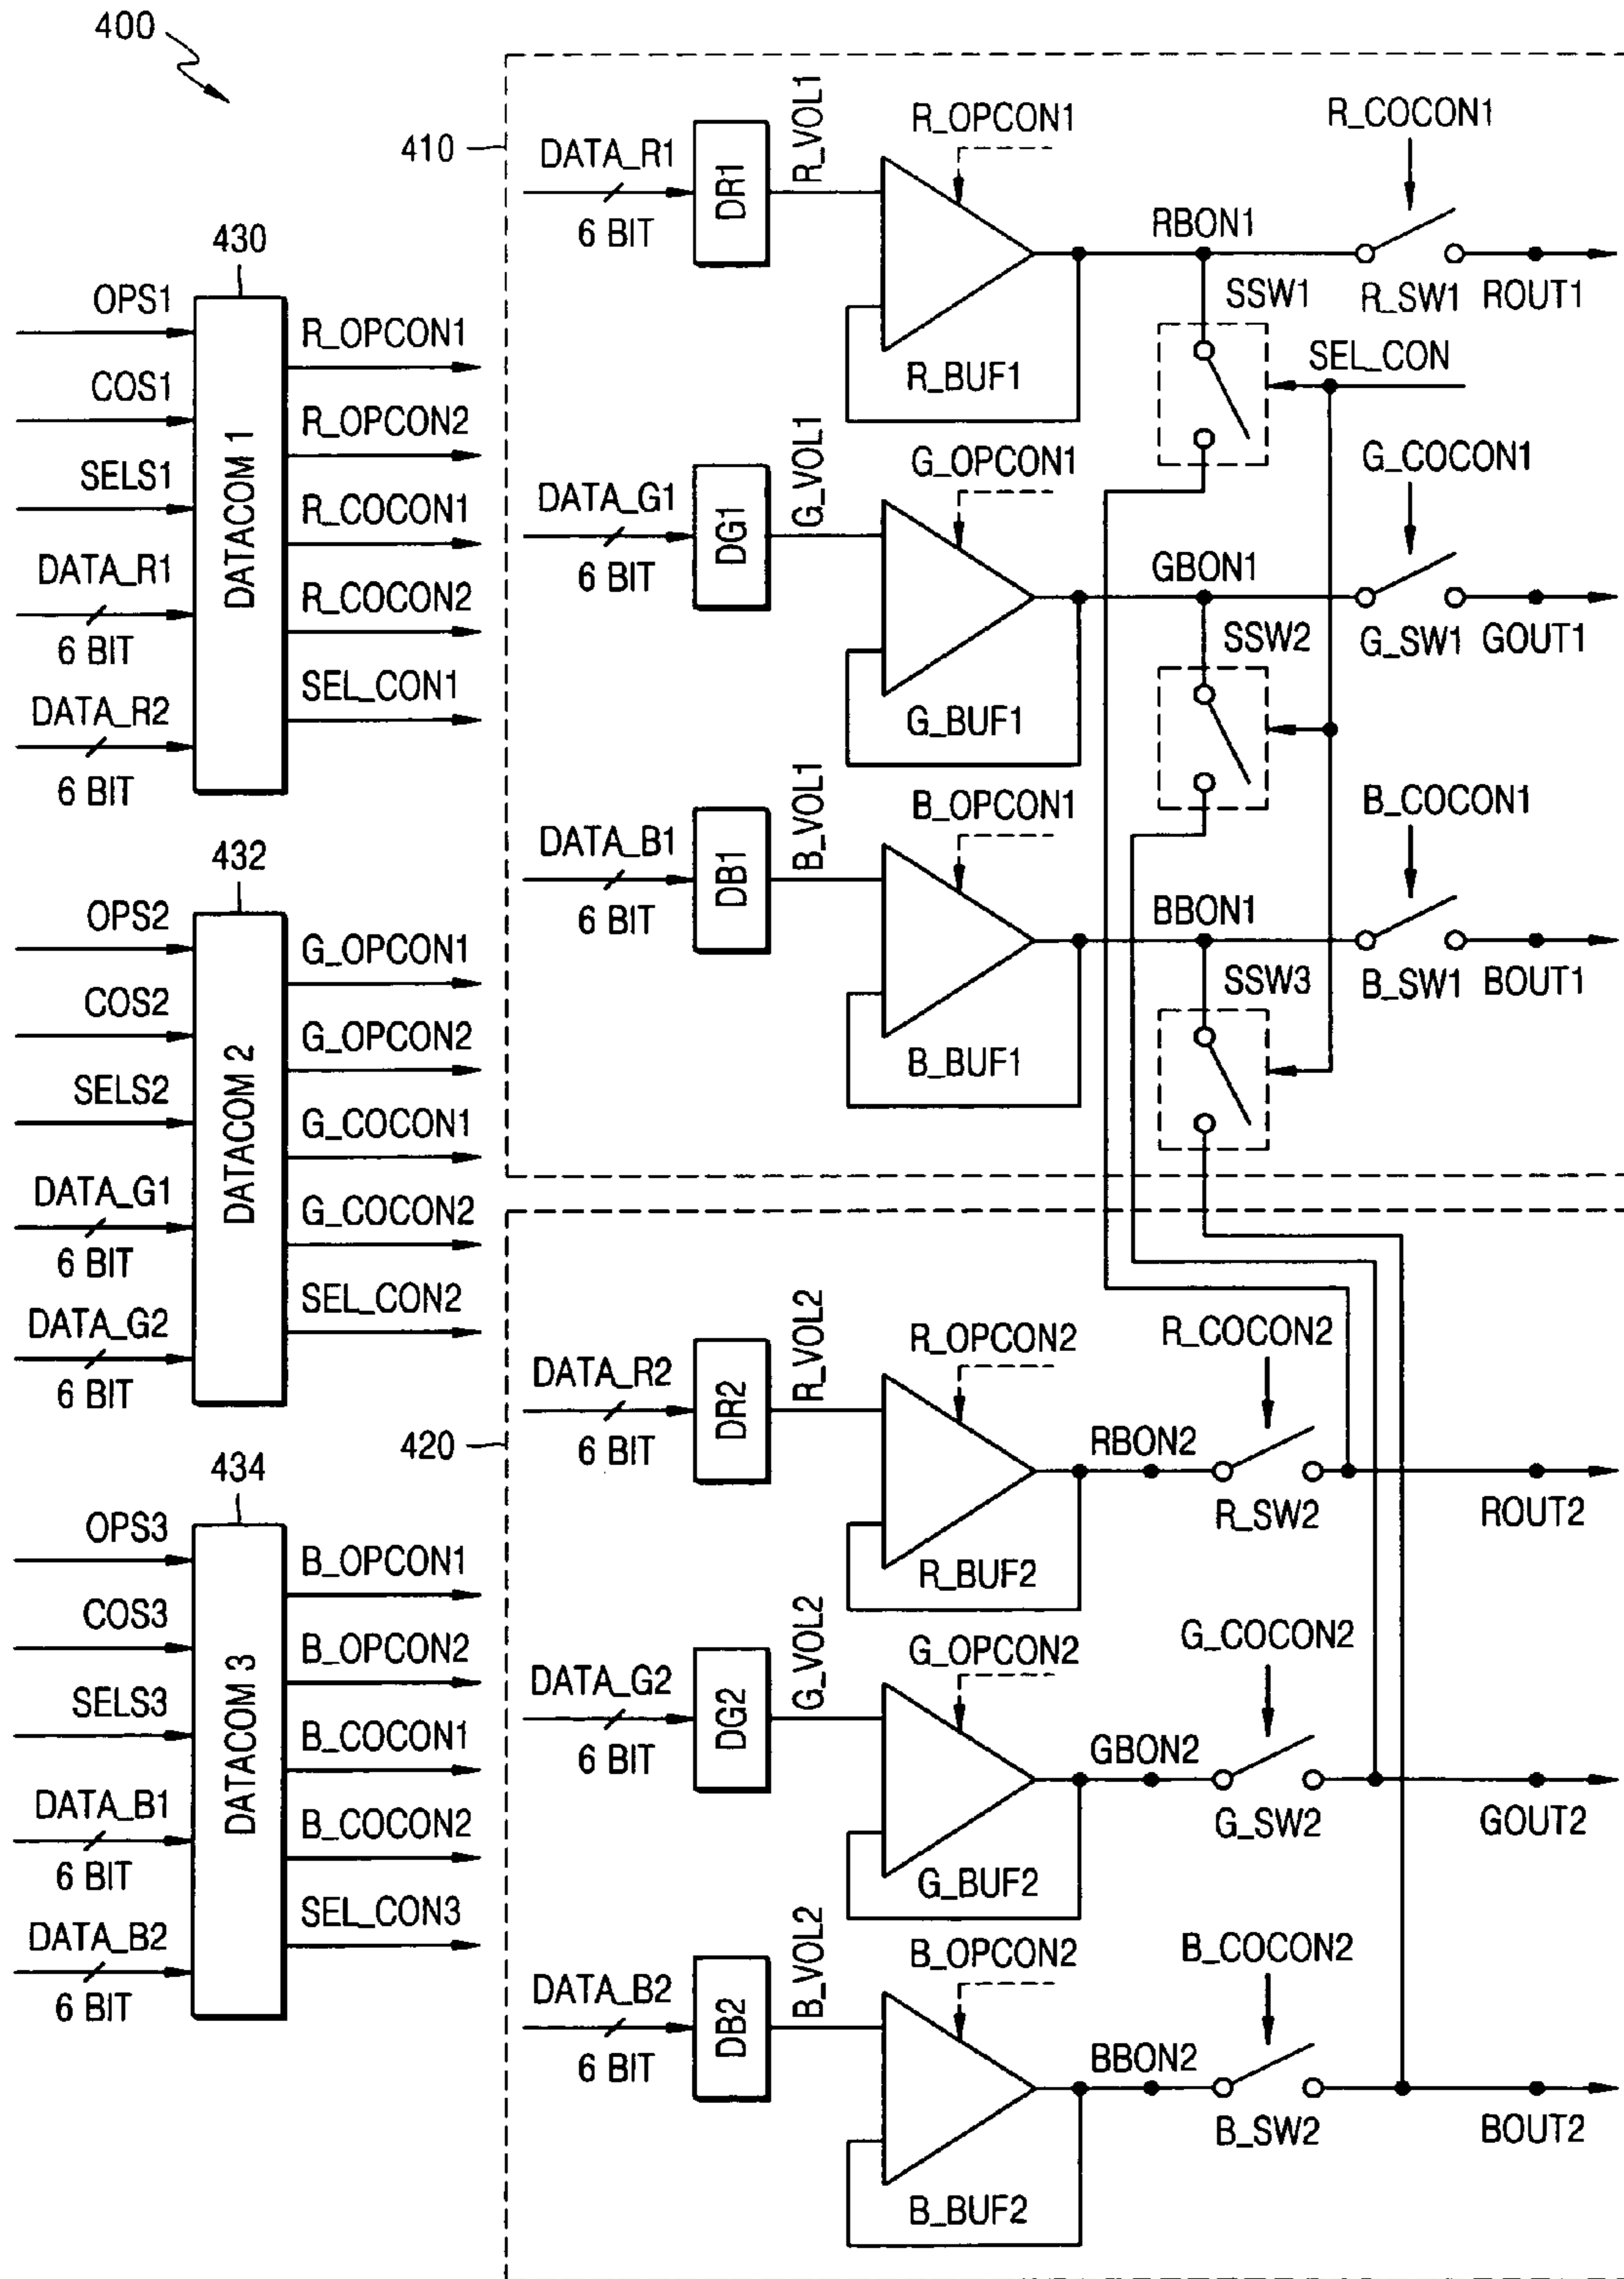 400
430
OPS1
COS1
SELS1
DATA_R1
6 BIT
DATA_R2
6 BIT
DATACOM 1
R_OPCON1
R_OPCON2
R_COCON1
R_COCON2
SEL_CON1
432
OPS2
COS2
SELS2
DATA_G1
6 BIT
DATA_G2
6 BIT
DATACOM 2
G_OPCON1
G_OPCON2
G_COCON1
G_COCON2
SEL_CON2
434
OPS3
COS3
SELS3
DATA_B1
6 BIT
DATA_B2
6 BIT
DATACOM 3
B_OPCON1
B_OPCON2
B_COCON1
B_COCON2
SEL_CON3
410
DATA_R1
6 BIT
DR1
R_VOL1
R_OPCON1
R_BUF1
RBON1
SSW1
R_COCON1
R_SW1
ROUT1
SEL_CON
DATA_G1
6 BIT
DG1
G_VOL1
G_OPCON1
G_BUF1
GBON1
SSW2
G_COCON1
G_SW1
GOUT1
DATA_B1
6 BIT
DB1
B_VOL1
B_OPCON1
B_BUF1
BBON1
SSW3
B_COCON1
B_SW1
BOUT1
420
DATA_R2
6 BIT
DR2
R_VOL2
R_OPCON2
R_BUF2
RBON2
R_COCON2
R_SW2
ROUT2
DATA_G2
6 BIT
DG2
G_VOL2
G_OPCON2
G_BUF2
GBON2
G_COCON2
G_SW2
GOUT2
DATA_B2
6 BIT
DB2
B_VOL2
B_OPCON2
B_BUF2
BBON2
B_COCON2
B_SW2
BOUT2